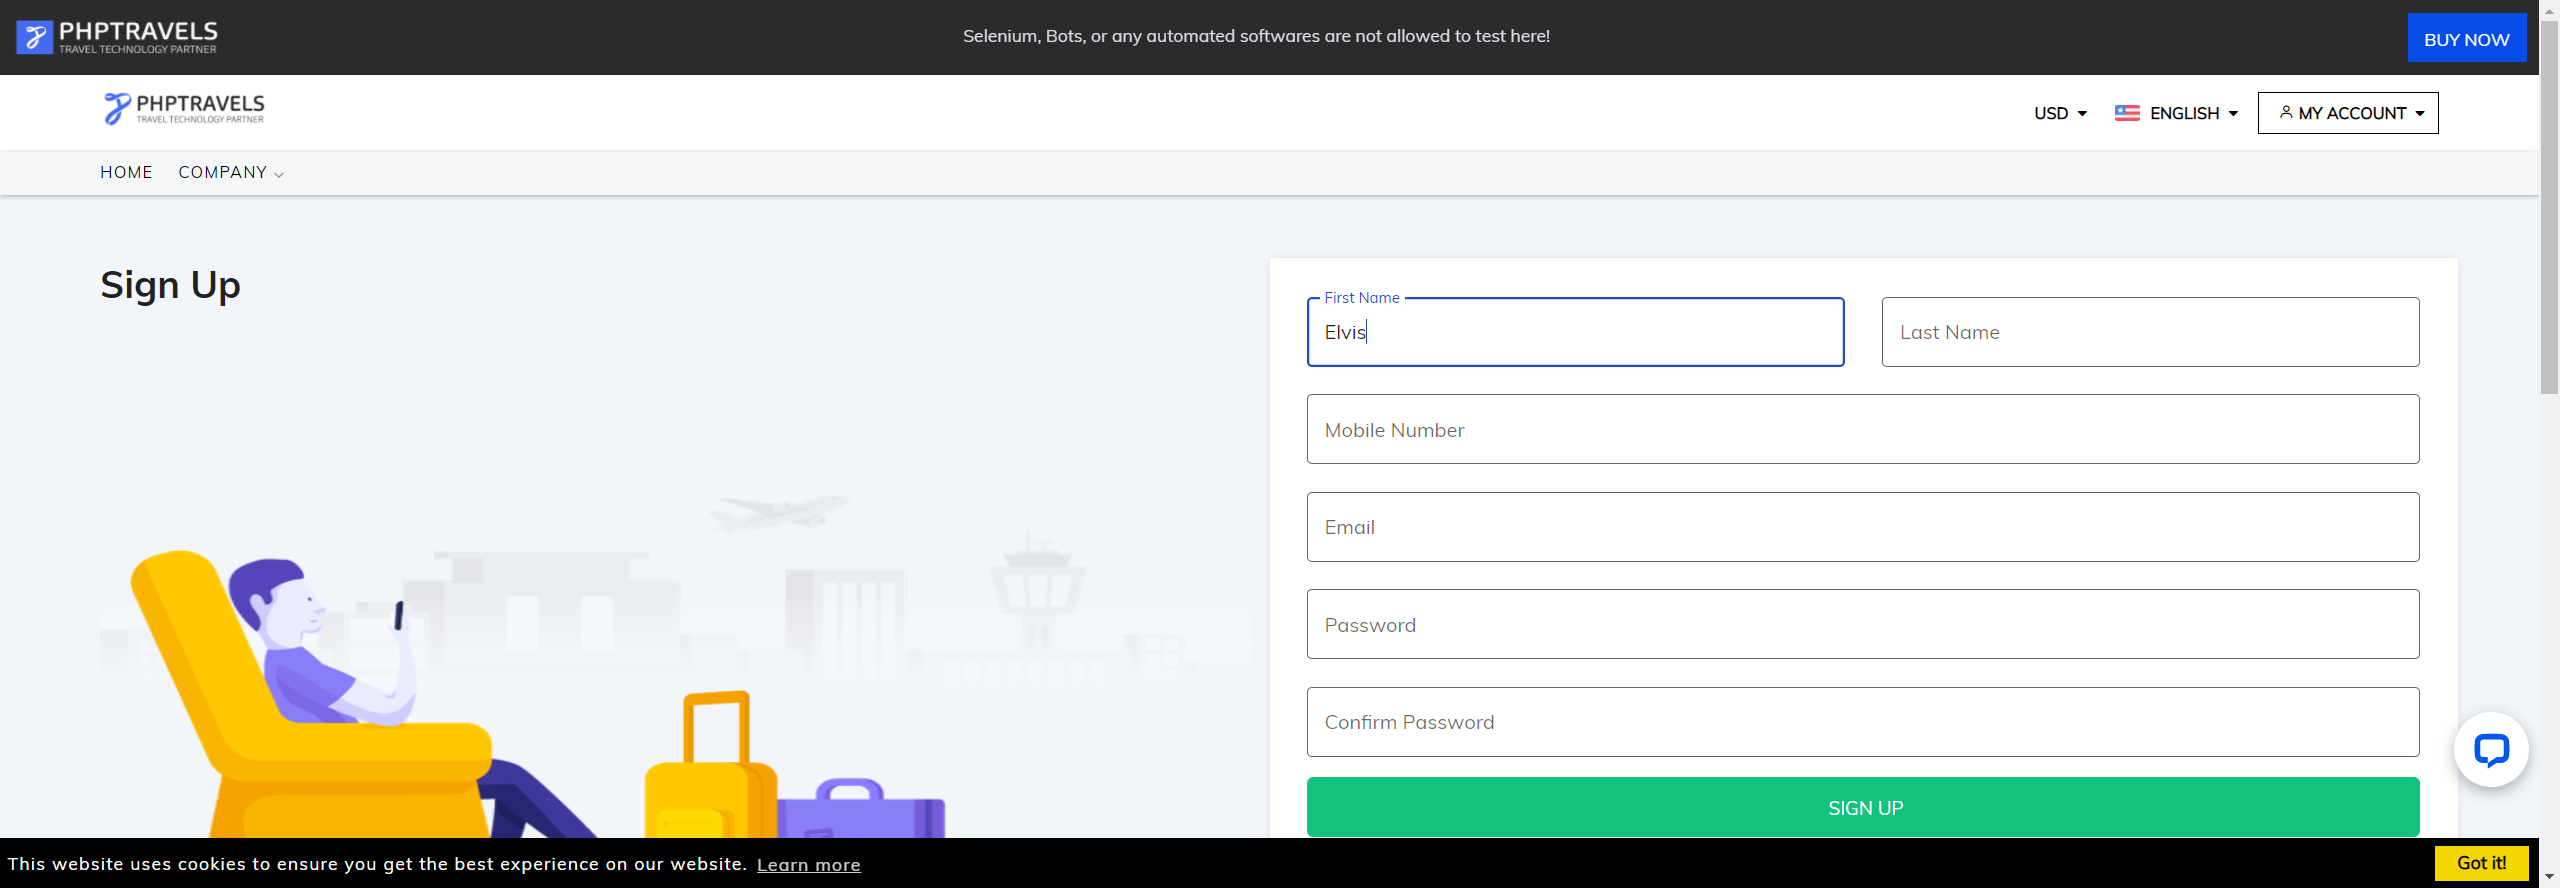 PHPTRAVELS
TRAVEL TECHNOLOGY PARTNER
Selenium, Bots, or any automated softwares are not allowed to test here!
BUY NOW
PHPTRAVELS
TRAVEL TECHNOLOGY PARTNER
USD
ENGLISH
MY ACCOUNT
HOME
COMPANY
Sign Up
First Name
Elvis
Last Name
Mobile Number
Email
Password
Confirm Password
SIGN UP
This website uses cookies to ensure you get the best experience on our website. Learn more
Got it!